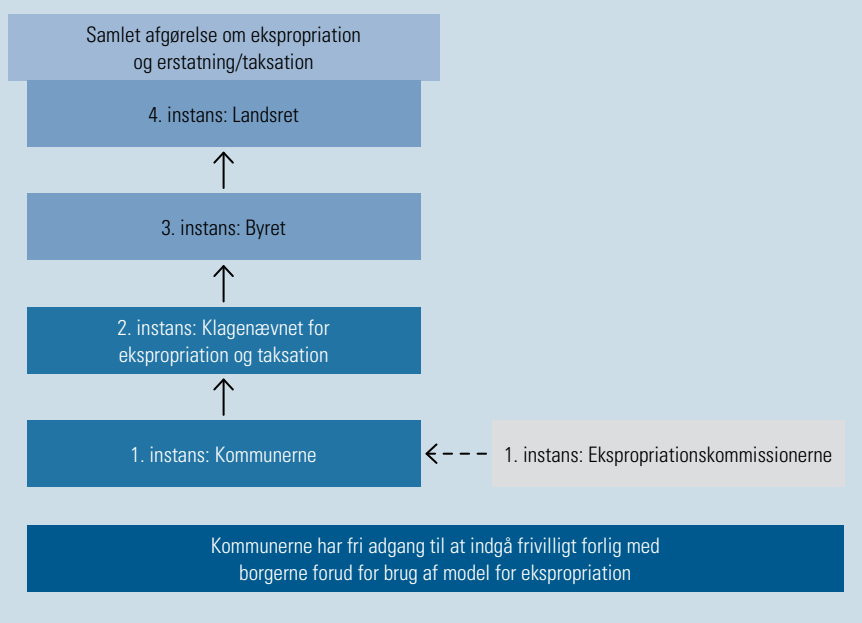 Samlet afgørelse om ekspropriation
og erstatning/taksation
4. instans: Landsret
3. instans: Byret
2. instans: Klagenævnet for
ekspropriation og taksation
1. instans: Kommunerne
1. instans: Ekspropriationskommissionerne
Kommunerne har fri adgang til at indgå frivilligt forlig med
borgerne forud for brug af model for ekspropriation